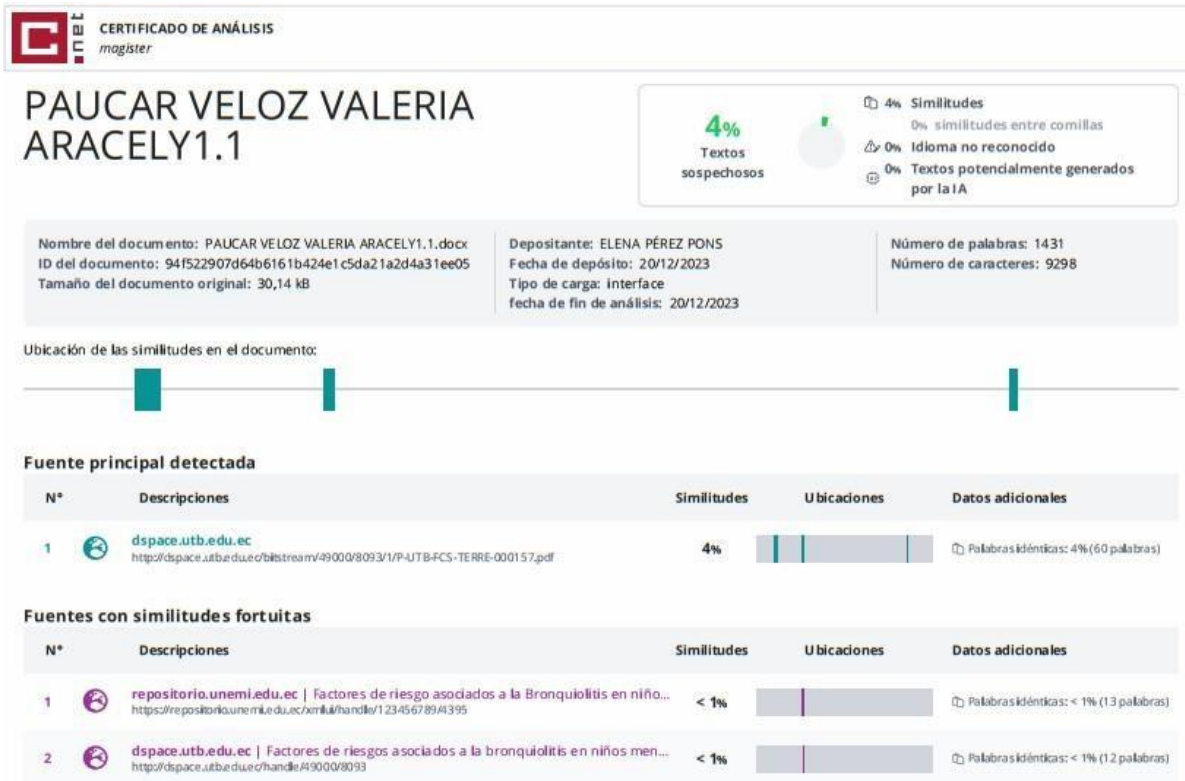 C
.net
CERTIFICADO DE ANÁLISIS
magister
PAUCAR VELOZ VALERIA
ARACELY1.1
4%
Textos
sospechosos
4% Similitudes
0% similitudes entre comillas
0% Idioma no reconocido
0% Textos potencialmente generados
por la IA
Nombre del documento: PAUCAR VELOZ VALERIA ARACELY1.1.docx
ID del documento: 94f522907d64b6161b424e1c5da21a2d4a31ee05
Tamaño del documento original: 30,14 kB
Depositante: ELENA PÉREZ PONS
Fecha de depósito: 20/12/2023
Tipo de carga: interface
fecha de fin de análisis: 20/12/2023
Número de palabras: 1431
Número de caracteres: 9298
Ubicación de las similitudes en el documento:
Fuente principal detectada
N° Descripciones Similitudes Ubicaciones Datos adicionales
1 dspace.utb.edu.ec
http://dspace.utb.edu.ec/bitstream/49000/8093/1/P-UTB-FCS-TERRE-000157.pdf
4% Palabras idénticas: 4% (60 palabras)
Fuentes con similitudes fortuitas
N° Descripciones Similitudes Ubicaciones Datos adicionales
1 repositorio.unemi.edu.ec | Factores de riesgo asociados a la Bronquiolitis en niño...
https://repositorio.unemi.edu.ec/xmlui/handle/123456789/4395
< 1% Palabras idénticas: < 1% (13 palabras)
2 dspace.utb.edu.ec | Factores de riesgos asociados a la bronquiolitis en niños men...
http://dspace.utb.edu.ec/handle/49000/8093
< 1% Palabras idénticas: < 1% (12 palabras)